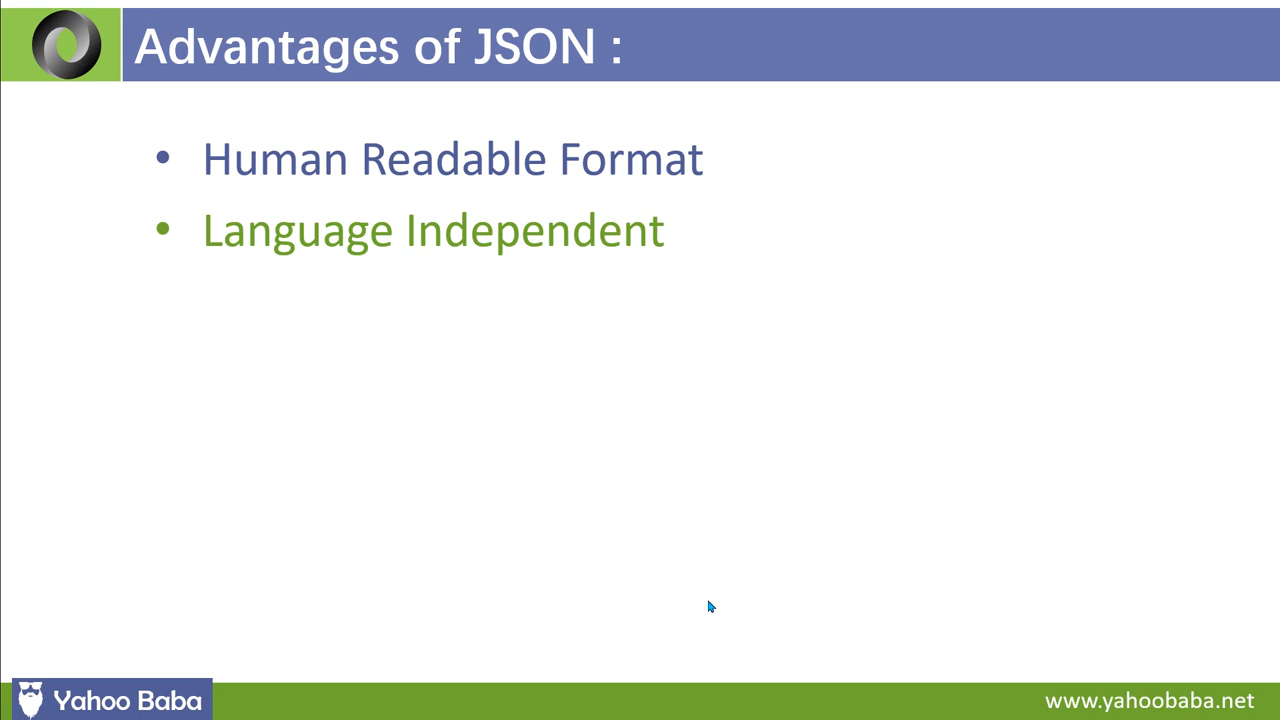 Advantages of JSON :
• Human Readable Format
• Language Independent
Yahoo Baba
www.yahoobaba.net